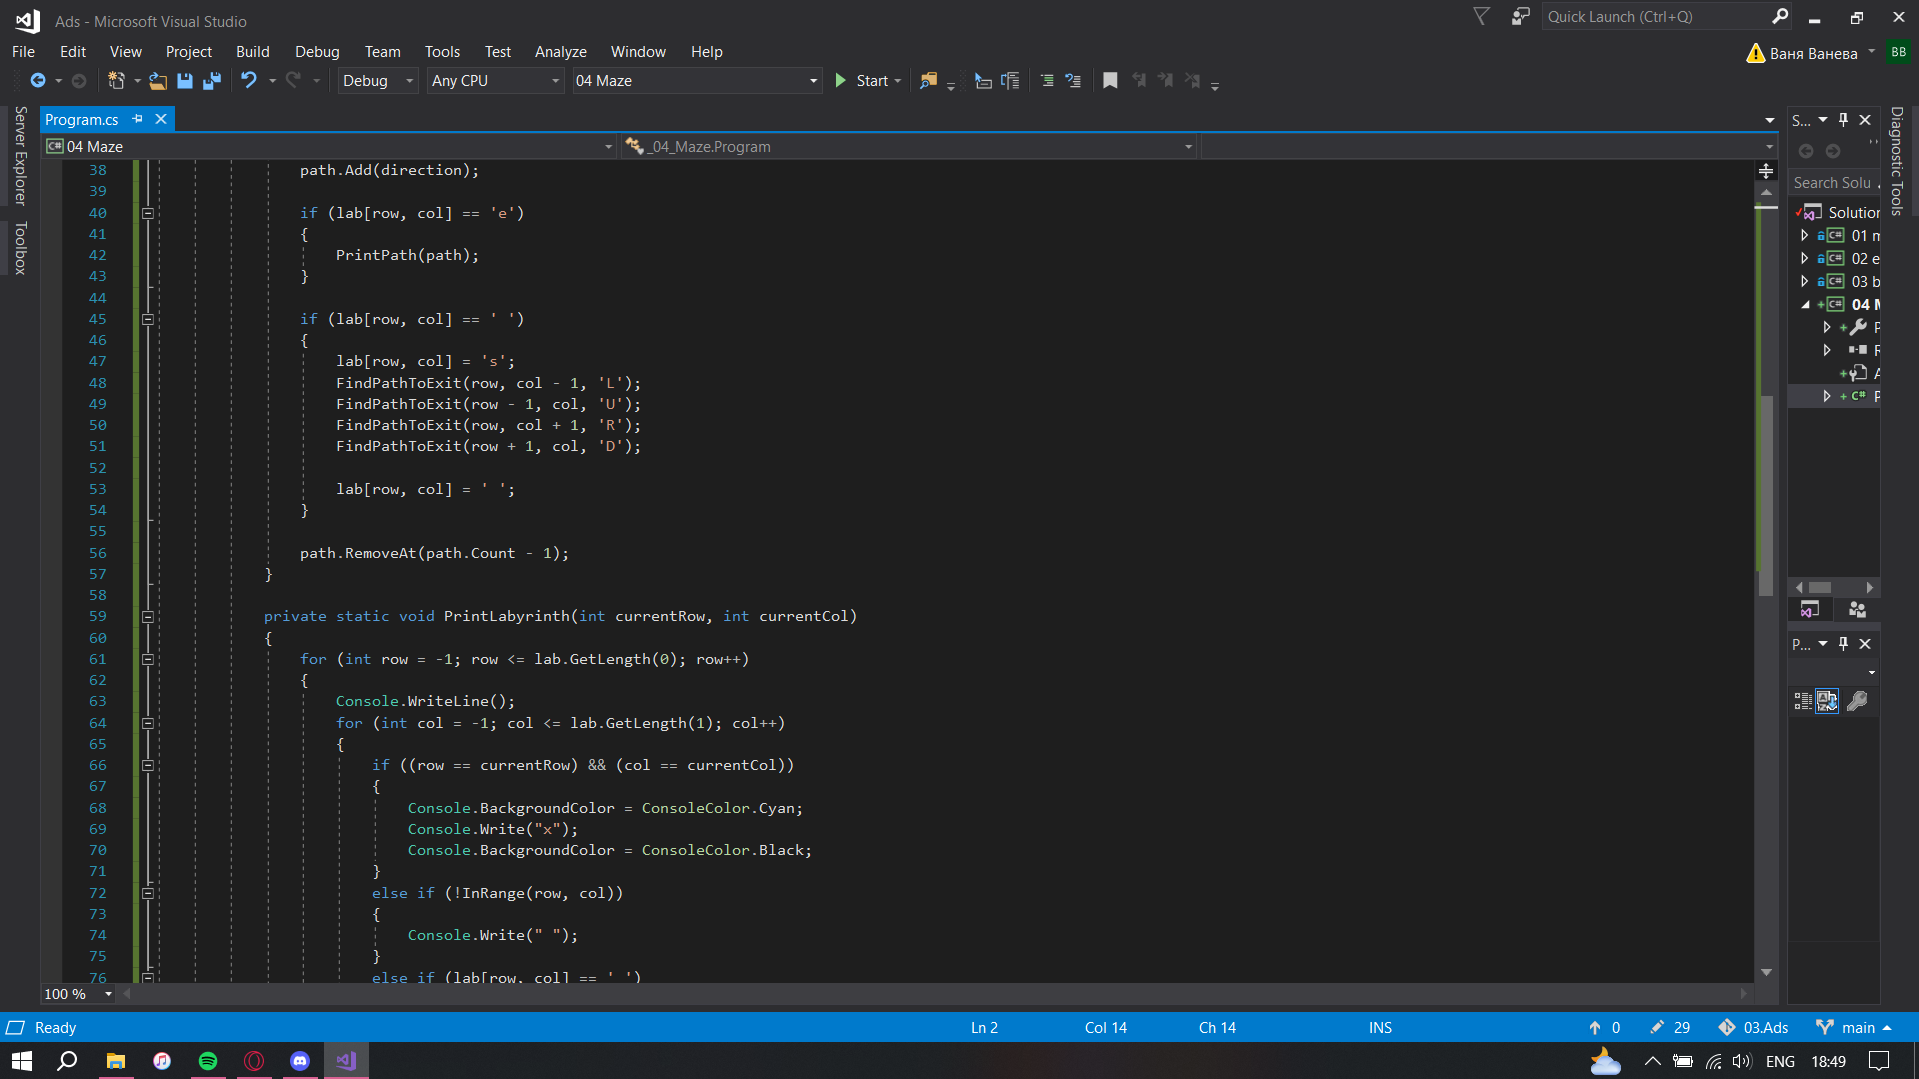 Ads - Microsoft Visual Studio
Quick Launch (Ctrl+Q)
File Edit View Project Build Debug Team Tools Test Analyze Window Help
Ваня Ванева
BB
Debug Any CPU 04 Maze Start
Server Explorer
Toolbox
Program.cs
04 Maze
_04_Maze.Program
38 path.Add(direction);
39
40 if (lab[row, col] == 'e')
41 {
42 PrintPath(path);
43 }
44
45 if (lab[row, col] == ' ')
46 {
47 lab[row, col] = 's';
48 FindPathToExit(row, col - 1, 'L');
49 FindPathToExit(row - 1, col, 'U');
50 FindPathToExit(row, col + 1, 'R');
51 FindPathToExit(row + 1, col, 'D');
52
53 lab[row, col] = ' ';
54 }
55
56 path.RemoveAt(path.Count - 1);
57 }
58
59 private static void PrintLabyrinth(int currentRow, int currentCol)
60 {
61 for (int row = -1; row <= lab.GetLength(0); row++)
62 {
63 Console.WriteLine();
64 for (int col = -1; col <= lab.GetLength(1); col++)
65 {
66 if ((row == currentRow) && (col == currentCol))
67 {
68 Console.BackgroundColor = ConsoleColor.Cyan;
69 Console.Write("x");
70 Console.BackgroundColor = ConsoleColor.Black;
71 }
72 else if (!InRange(row, col))
73 {
74 Console.Write(" ");
75 }
76 else if (lab[row, col] == ' ')
100 %
S...
Search Solu
Solution
01 m
02 e
03 b
04 M
P
R
A
P
P...
Diagnostic Tools
Ready Ln 2 Col 14 Ch 14 INS 0 29 03.Ads main
ENG 18:49